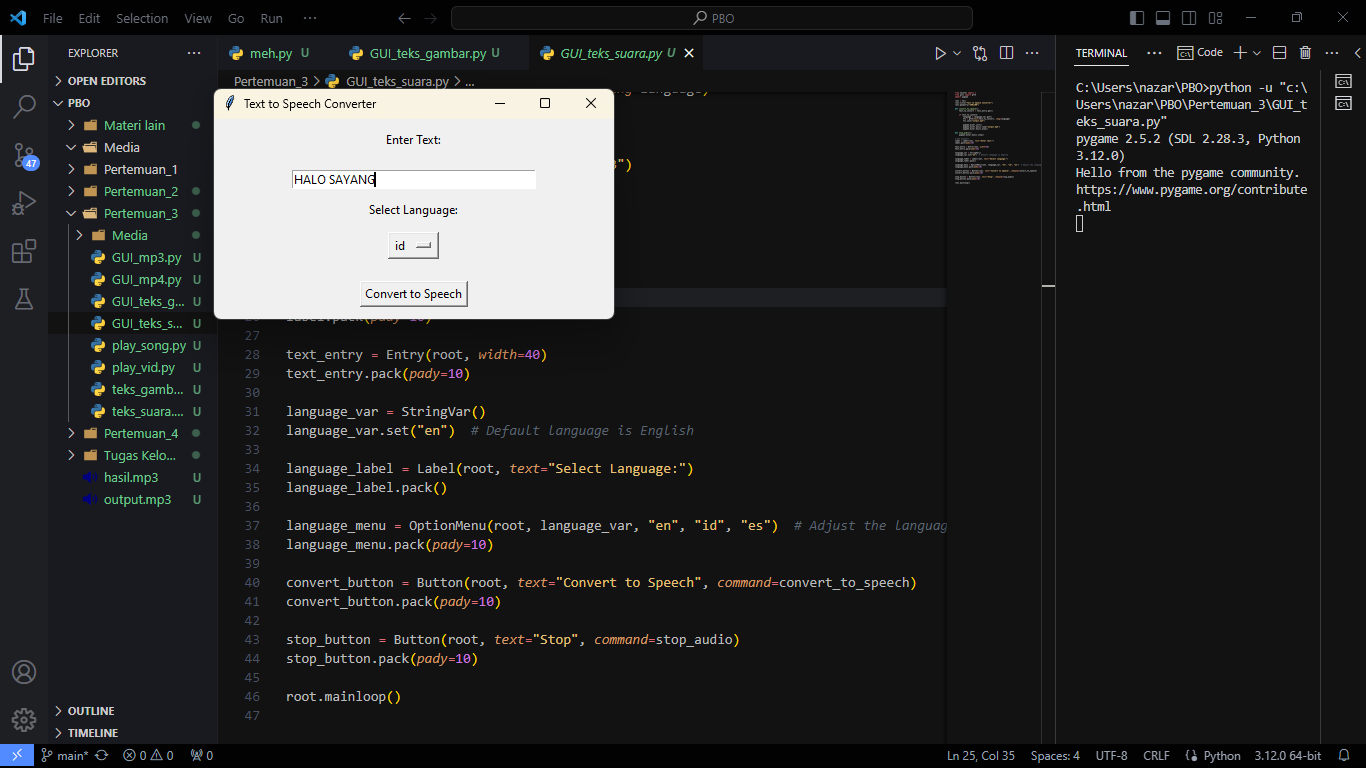 File Edit Selection View Go Run ··· PBO
EXPLORER ···
OPEN EDITORS
PBO
Materi lain
Media
Pertemuan_1
Pertemuan_2
Pertemuan_3
Media
GUI_mp3.py U
GUI_mp4.py U
GUI_teks_g... U
GUI_teks_s... U
play_song.py U
play_vid.py U
teks_gamb... U
teks_suara.... U
Pertemuan_4
Tugas Kelo...
hasil.mp3 U
output.mp3 U
OUTLINE
TIMELINE
47
meh.py U GUI_teks_gambar.py U GUI_teks_suara.py U
Pertemuan_3 > GUI_teks_suara.py > ...
Text to Speech Converter
Enter Text:
HALO SAYANG
Select Language:
id
Convert to Speech
3")
27
28 text_entry = Entry(root, width=40)
29 text_entry.pack(pady=10)
30
31 language_var = StringVar()
32 language_var.set("en")  # Default language is English
33
34 language_label = Label(root, text="Select Language:")
35 language_label.pack()
36
37 language_menu = OptionMenu(root, language_var, "en", "id", "es")  # Adjust the languag
38 language_menu.pack(pady=10)
39
40 convert_button = Button(root, text="Convert to Speech", command=convert_to_speech)
41 convert_button.pack(pady=10)
42
43 stop_button = Button(root, text="Stop", command=stop_audio)
44 stop_button.pack(pady=10)
45
46 root.mainloop()
47
TERMINAL ··· Code
C:\Users\nazar\PBO>python -u "c:\
Users\nazar\PBO\Pertemuan_3\GUI_t
eks_suara.py"
pygame 2.5.2 (SDL 2.28.3, Python
3.12.0)
Hello from the pygame community.
https://www.pygame.org/contribute
.html
main* 0 0 0 Ln 25, Col 35 Spaces: 4 UTF-8 CRLF Python 3.12.0 64-bit